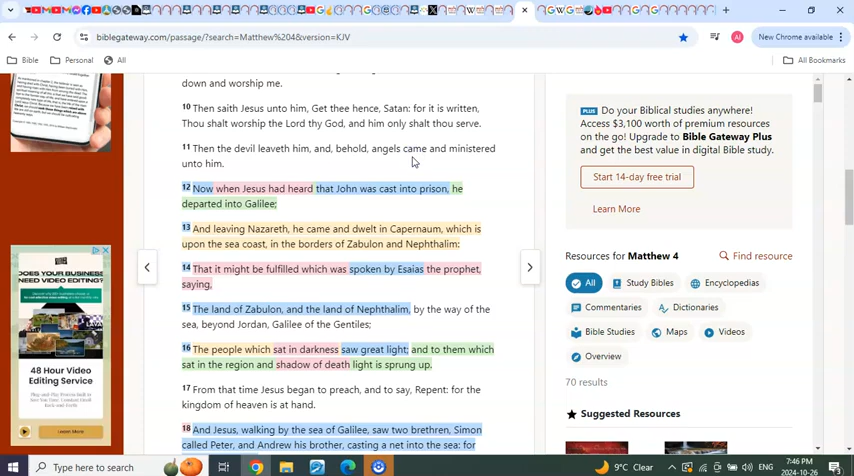 biblegateway.com/passage/?search=Matthew%204&version=KJV
New Chrome available
Bible
Personal
All
All Bookmarks
down and worship me.
10 Then saith Jesus unto him, Get thee hence, Satan: for it is written,
Thou shalt worship the Lord thy God, and him only shalt thou serve.
11 Then the devil leaveth him, and, behold, angels came and ministered
unto him.
12 Now when Jesus had heard that John was cast into prison, he
departed into Galilee;
13 And leaving Nazareth, he came and dwelt in Capernaum, which is
upon the sea coast, in the borders of Zabulon and Nephthalim:
14 That it might be fulfilled which was spoken by Esaias the prophet,
saying,
15 The land of Zabulon, and the land of Nephthalim, by the way of the
sea, beyond Jordan, Galilee of the Gentiles;
16 The people which sat in darkness saw great light; and to them which
sat in the region and shadow of death light is sprung up.
17 From that time Jesus began to preach, and to say, Repent: for the
kingdom of heaven is at hand.
18 And Jesus, walking by the sea of Galilee, saw two brethren, Simon
called Peter, and Andrew his brother, casting a net into the sea: for
DOES YOUR BUSINESS
NEED VIDEO EDITING?
48 Hour Video
Editing Service
Learn More
PLUS Do your Biblical studies anywhere!
Access $3,100 worth of premium resources
on the go! Upgrade to Bible Gateway Plus
and get the best value in digital Bible study.
Start 14-day free trial
Learn More
Resources for Matthew 4
Find resource
All
Study Bibles
Encyclopedias
Commentaries
Dictionaries
Bible Studies
Maps
Videos
Overview
70 results
Suggested Resources
Type here to search
9°C Clear
ENG
7:46 PM
2024-10-26